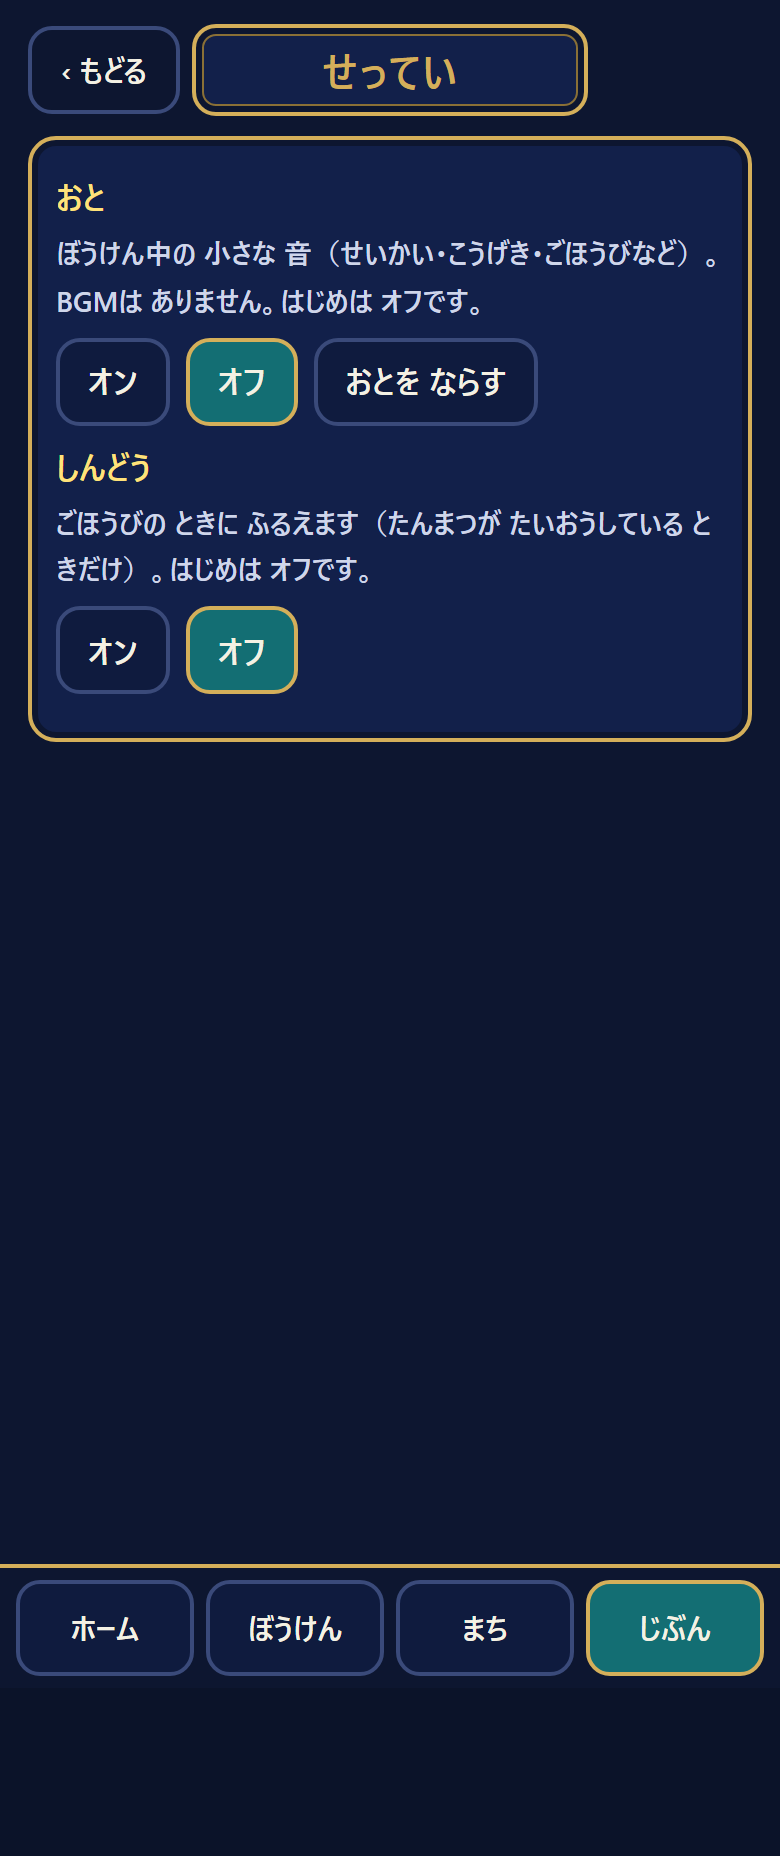 ‹ もどる
せってい
おと
ぼうけん中の 小さな 音（せいかい・こうげき・ごほうびなど）。
BGMは ありません。はじめは オフです。
オン オフ おとを ならす
しんどう
ごほうびの ときに ふるえます（たんまつが たいおうしている と
きだけ）。はじめは オフです。
オン オフ
ホーム ぼうけん まち じぶん